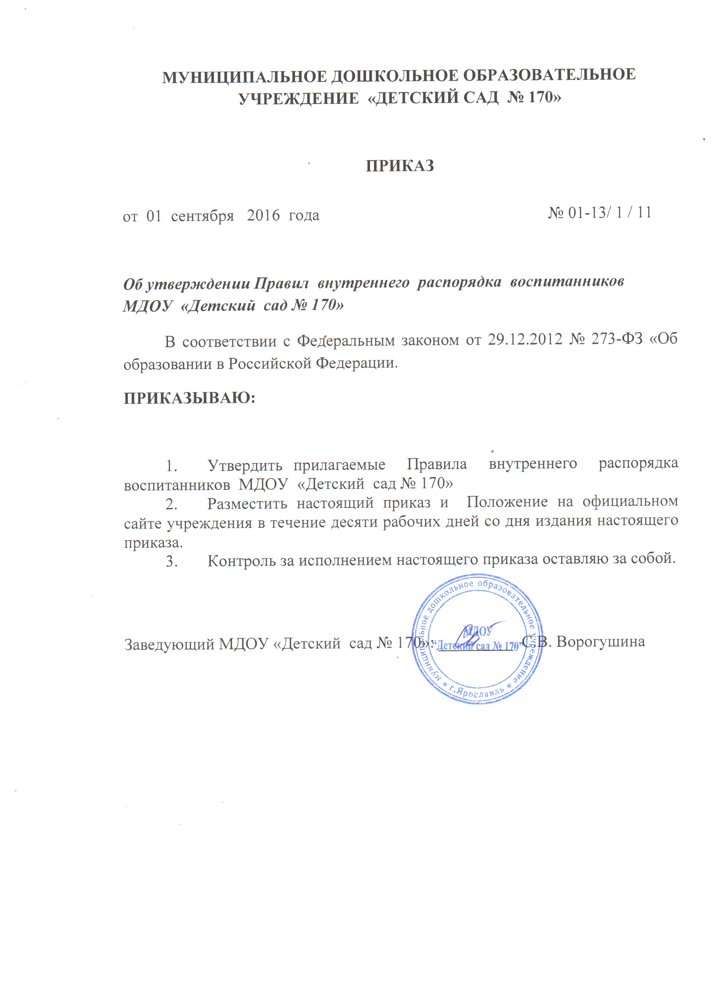 МУНИЦИПАЛЬНОЕ ДОШКОЛЬНОЕ ОБРАЗОВАТЕЛЬНОЕ
УЧРЕЖДЕНИЕ «ДЕТСКИЙ САД № 170»
ПРИКАЗ
от 01 сентября 2016 года № 01-13/ 1 / 11
Об утверждении Правил внутреннего распорядка воспитанников
МДОУ «Детский сад № 170»
В соответствии с Федеральным законом от 29.12.2012 № 273-ФЗ «Об
образовании в Российской Федерации.
ПРИКАЗЫВАЮ:
1. Утвердить прилагаемые Правила внутреннего распорядка
воспитанников МДОУ «Детский сад № 170»
2. Разместить настоящий приказ и Положение на официальном
сайте учреждения в течение десяти рабочих дней со дня издания настоящего
приказа.
3. Контроль за исполнением настоящего приказа оставляю за собой.
Заведующий МДОУ «Детский сад № 170»: _________ С.В. Ворогушина
муниципальное дошкольное образовательное учреждение * г.Ярославль *
МДОУ
"Детский сад № 170"